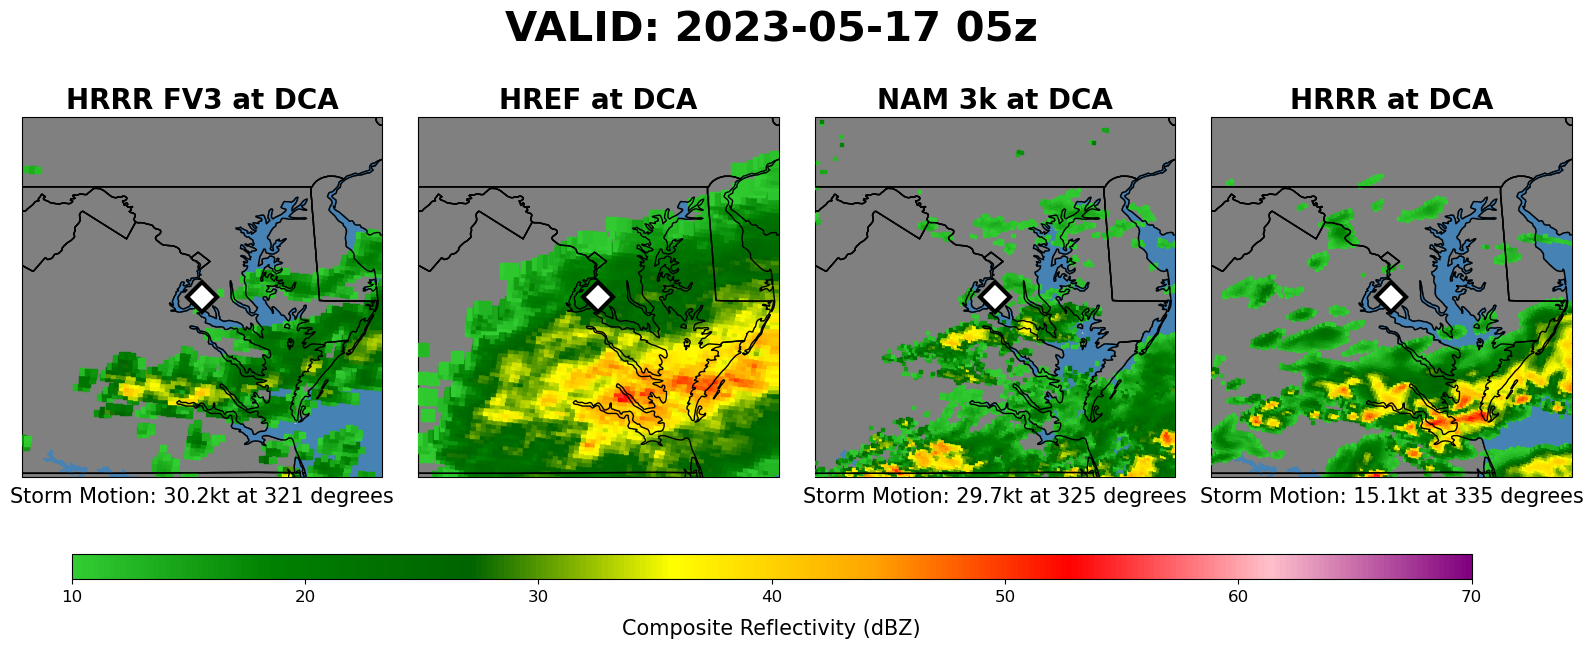 VALID: 2023-05-17 05z
HRRR FV3 at DCA
HREF at DCA
NAM 3k at DCA
HRRR at DCA
Storm Motion: 30.2kt at 321 degrees
Storm Motion: 29.7kt at 325 degrees
Storm Motion: 15.1kt at 335 degrees
10 20 30 40 50 60 70
Composite Reflectivity (dBZ)